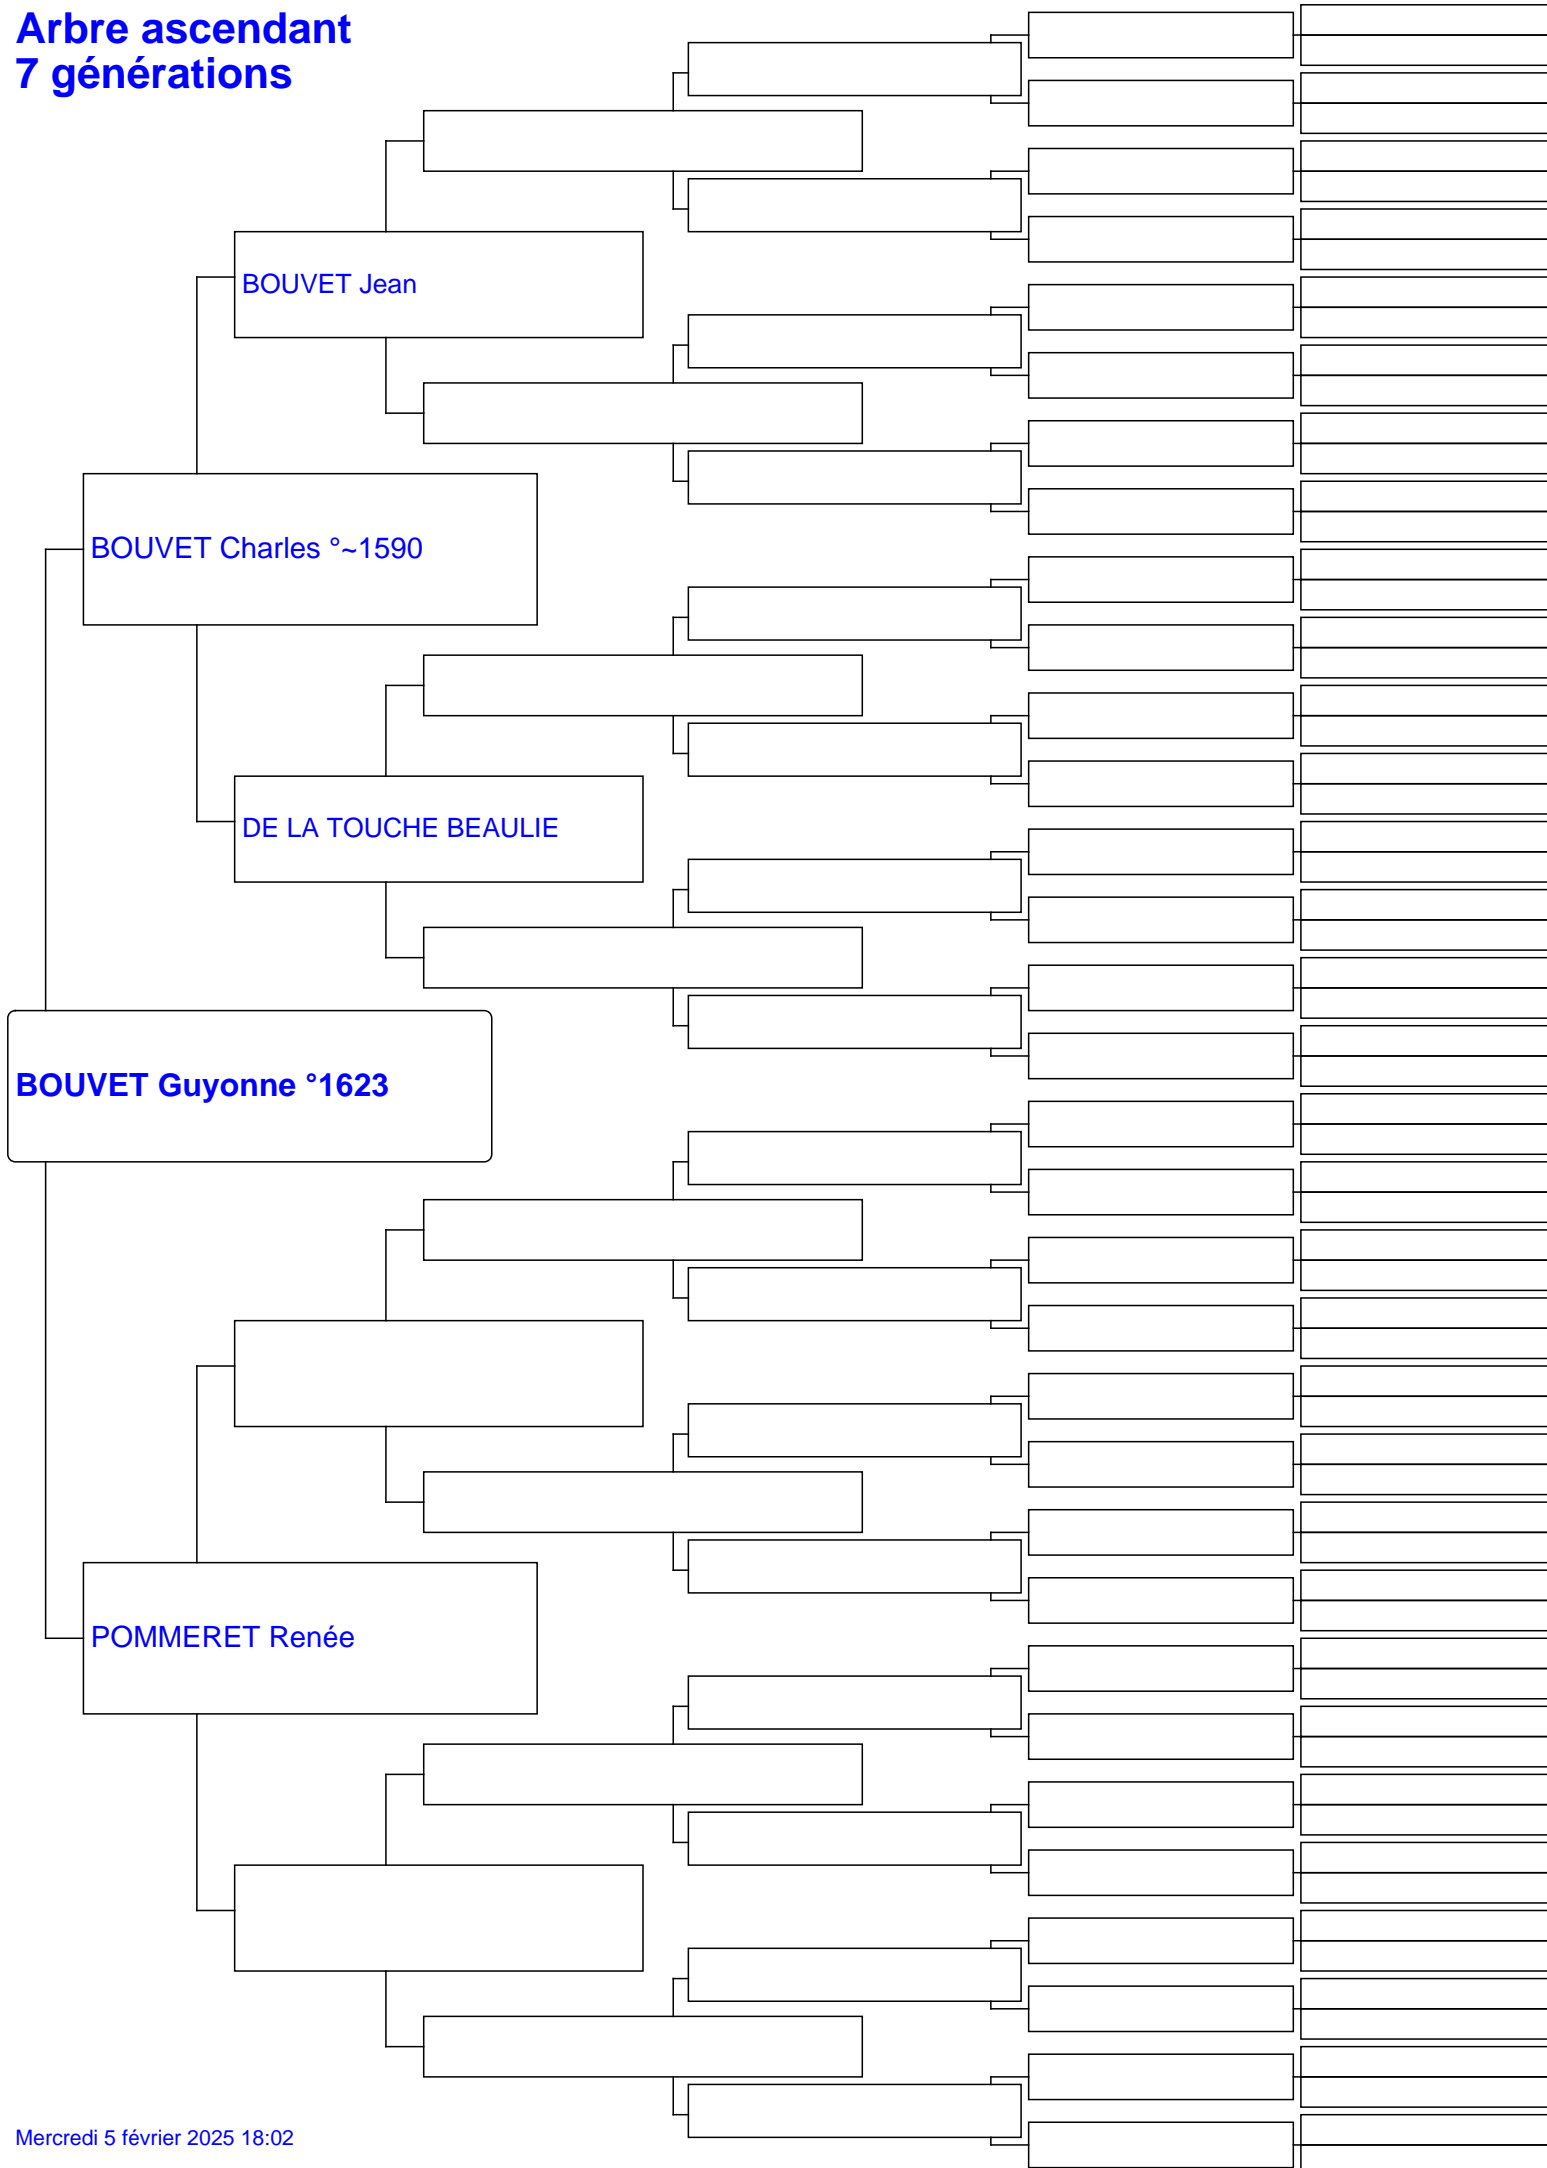 Arbre ascendant
7 générations
BOUVET Jean
BOUVET Charles °~1590
DE LA TOUCHE BEAULIE
BOUVET Guyonne °1623
POMMERET Renée
Mercredi 5 février 2025 18:02